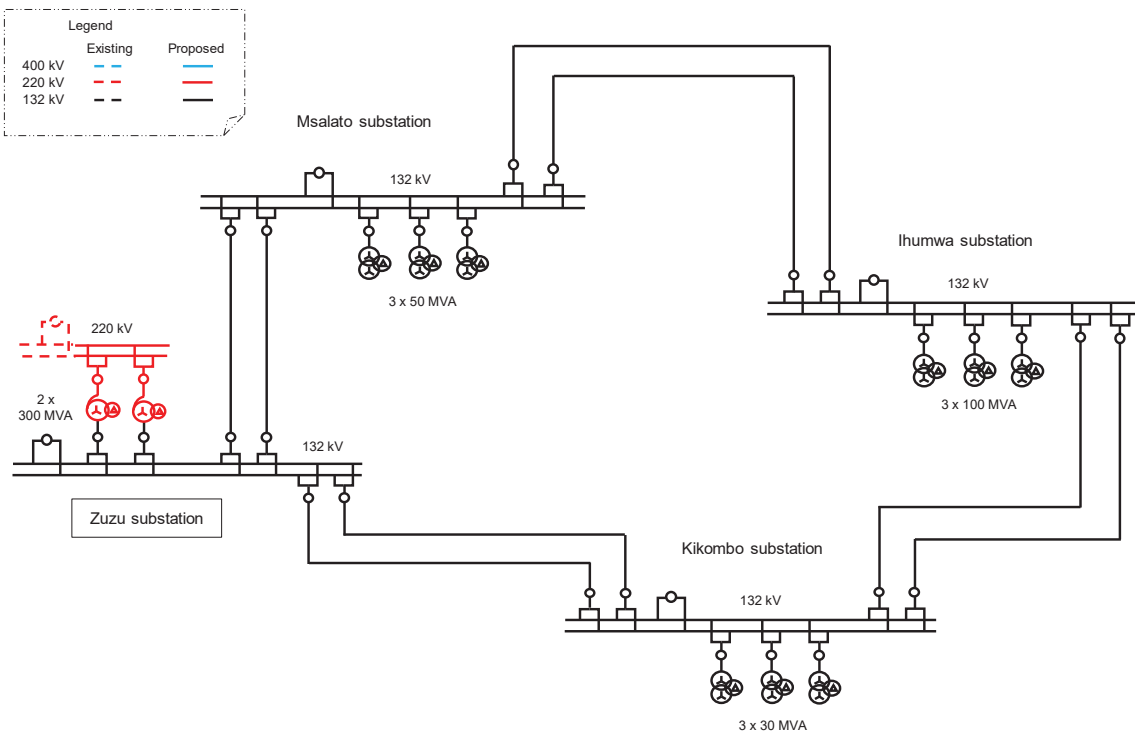 Legend
Existing Proposed
400 kV
220 kV
132 kV
Msalato substation
132 kV
3 x 50 MVA
Ihumwa substation
132 kV
3 x 100 MVA
220 kV
2 x
300 MVA
132 kV
Zuzu substation
Kikombo substation
132 kV
3 x 30 MVA